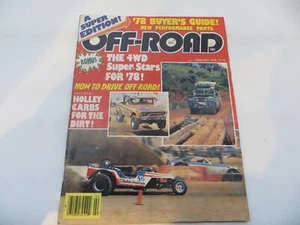 A SUPER EDITION!
'78 BUYER'S GUIDE!
NEW PERFORMANCE PARTS
OFF-ROAD
BONUS
THE 4WD
Super Stars
FOR '78!
HOW TO DRIVE OFF ROAD!
HOLLEY
CARBS
FOR THE
DIRT!